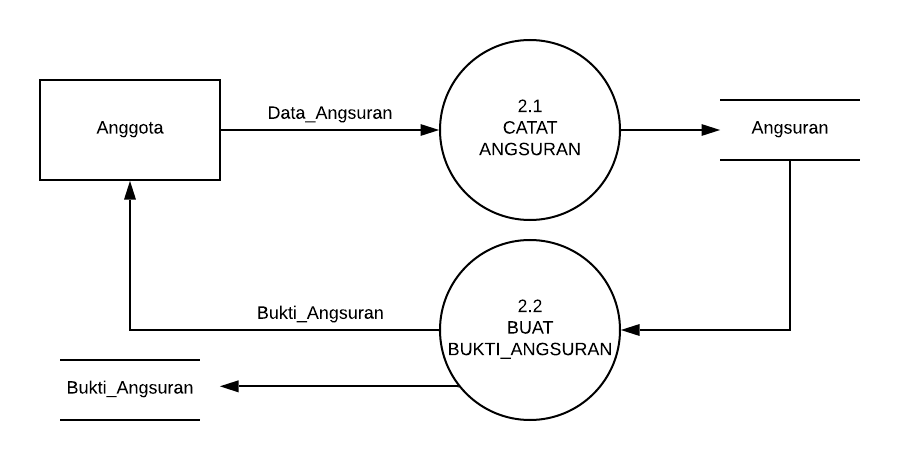 Anggota
Data_Angsuran
2.1
CATAT
ANGSURAN
Angsuran
Bukti_Angsuran
2.2
BUAT
BUKTI_ANGSURAN
Bukti_Angsuran